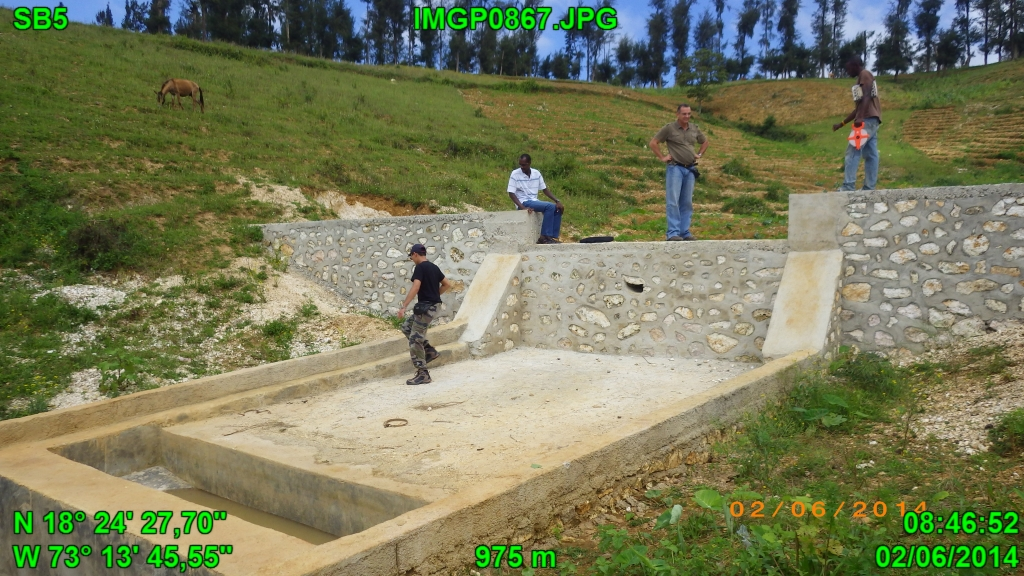 SB5
IMGP0867.JPG
02/06/2014
N 18° 24' 27,70"
08:46:52
W 73° 13' 45,55"
975 m
02/06/2014